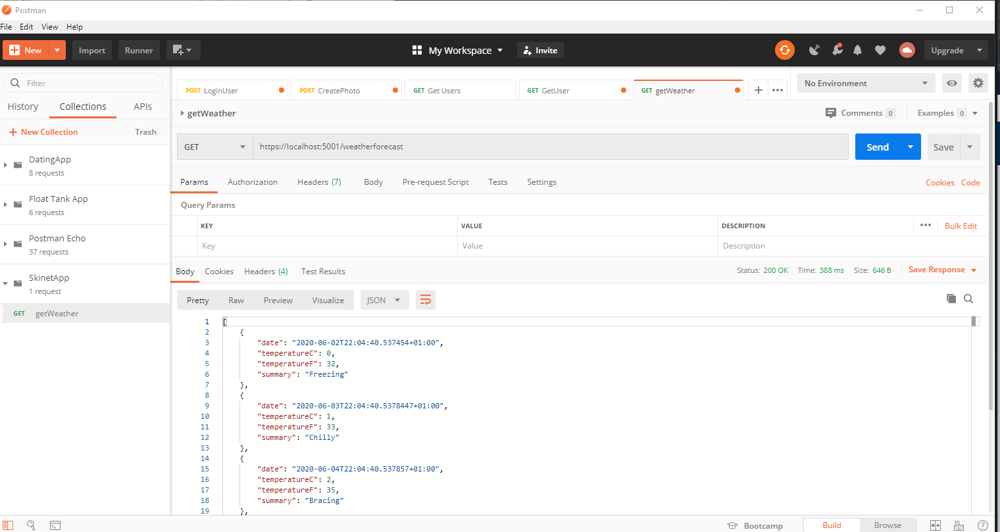 Postman
File Edit View Help
New Import Runner My Workspace Invite Upgrade
Filter
History Collections APIs
New Collection Trash
DatingApp
8 requests
Float Tank App
6 requests
Postman Echo
37 requests
SkinetApp
1 request
GET getWeather
POST LoginUser POST CreatePhoto GET Get Users GET GetUser GET getWeather No Environment
getWeather Comments 0 Examples 0
GET https://localhost:5001/weatherforecast Send Save
Params Authorization Headers (7) Body Pre-request Script Tests Settings Cookies Code
Query Params
KEY VALUE DESCRIPTION Bulk Edit
Key Value Description
Body Cookies Headers (4) Test Results Status: 200 OK Time: 388 ms Size: 646 B Save Response
Pretty Raw Preview Visualize JSON
1 [
2 {
3 "date": "2020-06-02T22:04:40.537454+01:00",
4 "temperatureC": 0,
5 "temperatureF": 32,
6 "summary": "Freezing"
7 },
8 {
9 "date": "2020-06-03T22:04:40.5378447+01:00",
10 "temperatureC": 1,
11 "temperatureF": 33,
12 "summary": "Chilly"
13 },
14 {
15 "date": "2020-06-04T22:04:40.537857+01:00",
16 "temperatureC": 2,
17 "temperatureF": 35,
18 "summary": "Bracing"
19 },
Bootcamp Build Browse